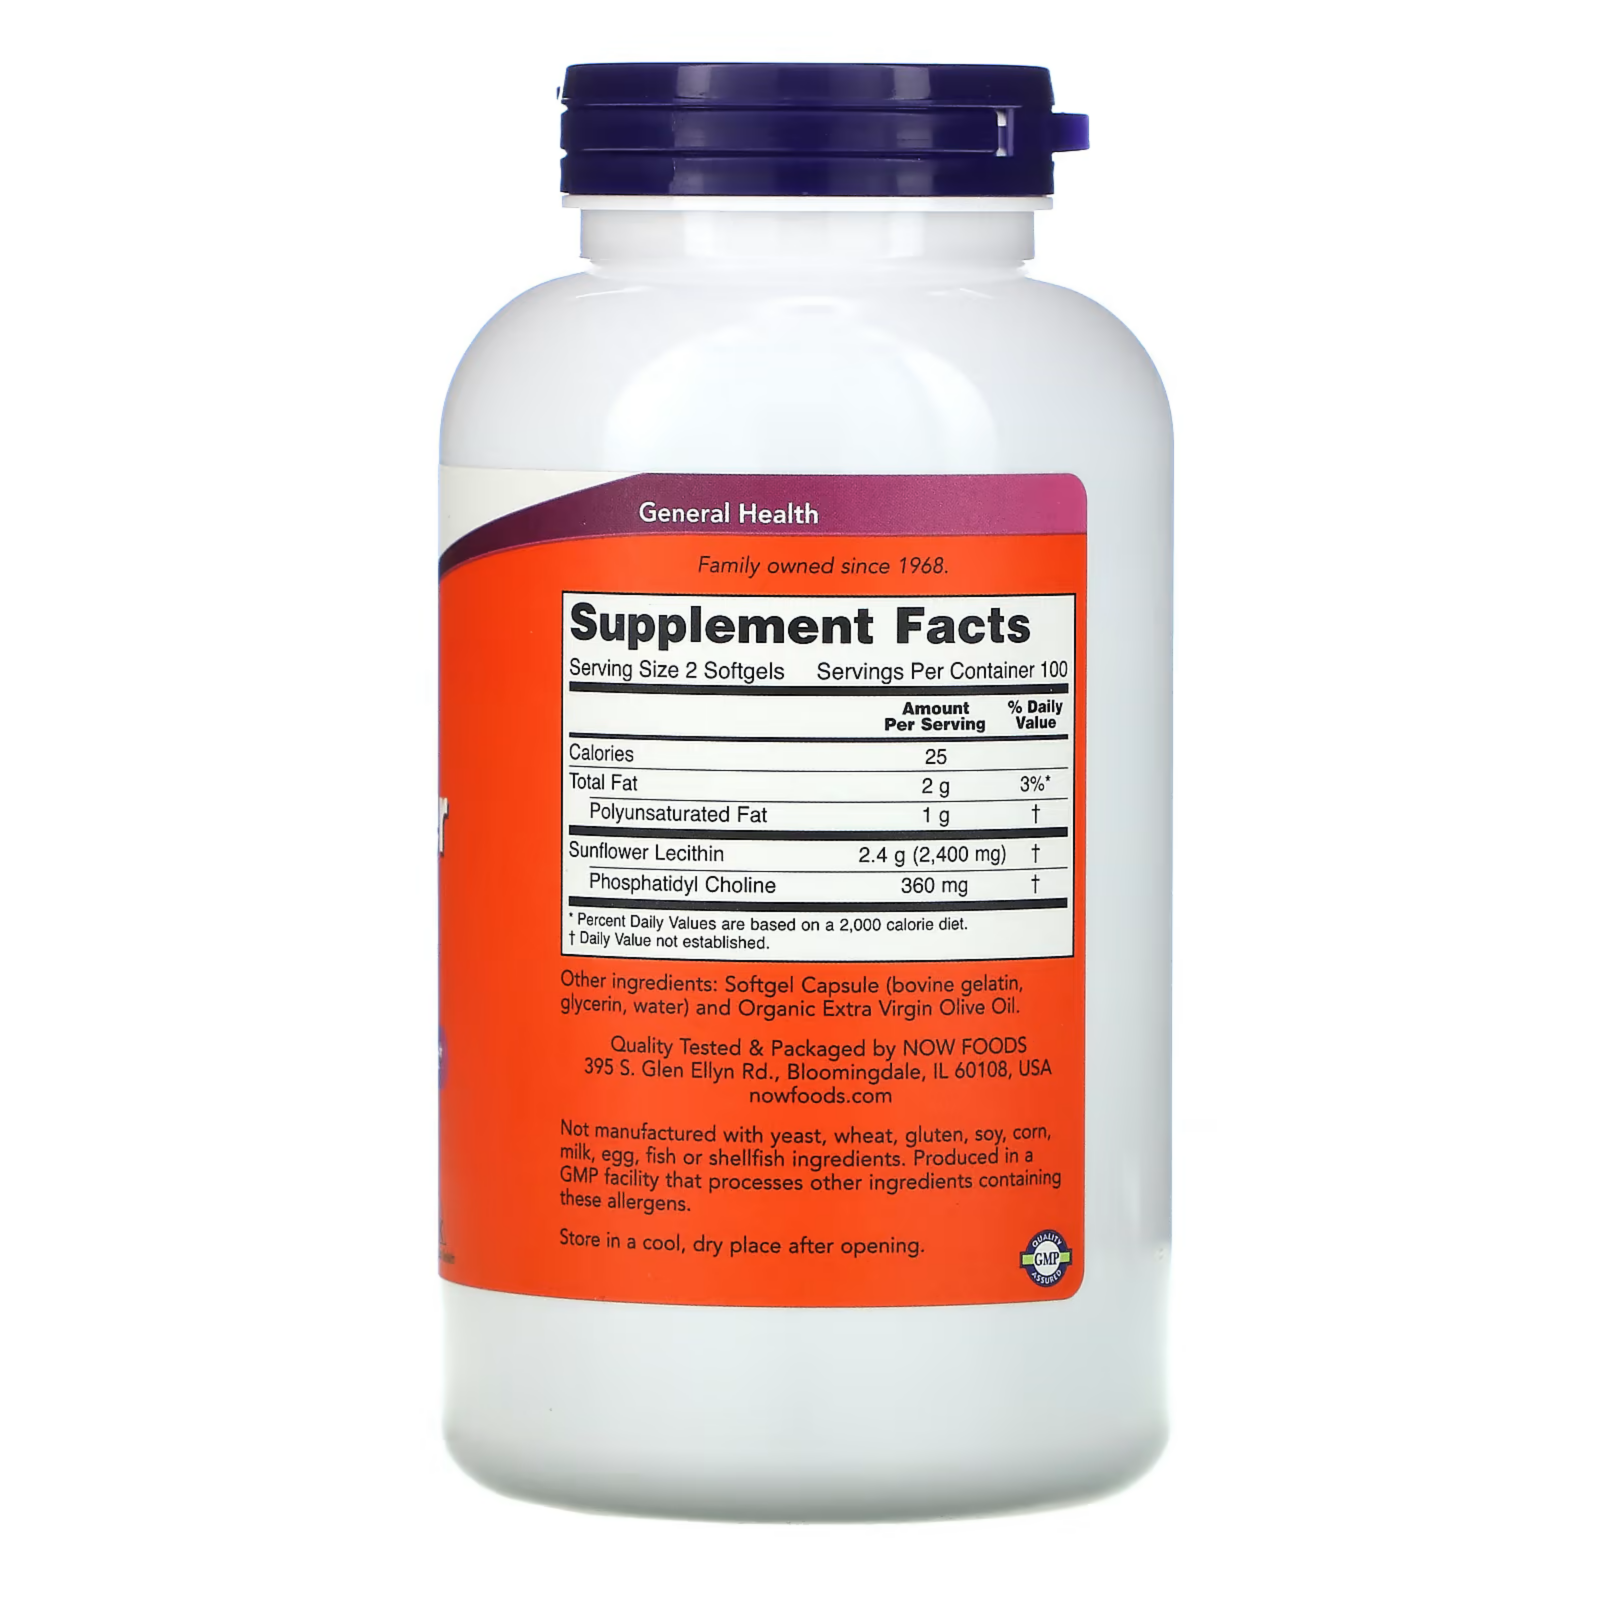 General Health
Family owned since 1968.
Supplement Facts
Serving Size 2 Softgels Servings Per Container 100
Amount Per Serving % Daily Value
Calories 25
Total Fat 2 g 3%*
Polyunsaturated Fat 1 g †
Sunflower Lecithin 2.4 g (2,400 mg) †
Phosphatidyl Choline 360 mg †
* Percent Daily Values are based on a 2,000 calorie diet.
† Daily Value not established.
Other ingredients: Softgel Capsule (bovine gelatin,
glycerin, water) and Organic Extra Virgin Olive Oil.
Quality Tested & Packaged by NOW FOODS
395 S. Glen Ellyn Rd., Bloomingdale, IL 60108, USA
nowfoods.com
Not manufactured with yeast, wheat, gluten, soy, corn,
milk, egg, fish or shellfish ingredients. Produced in a
GMP facility that processes other ingredients containing
these allergens.
Store in a cool, dry place after opening.
QUALITY
GMP
ASSURED